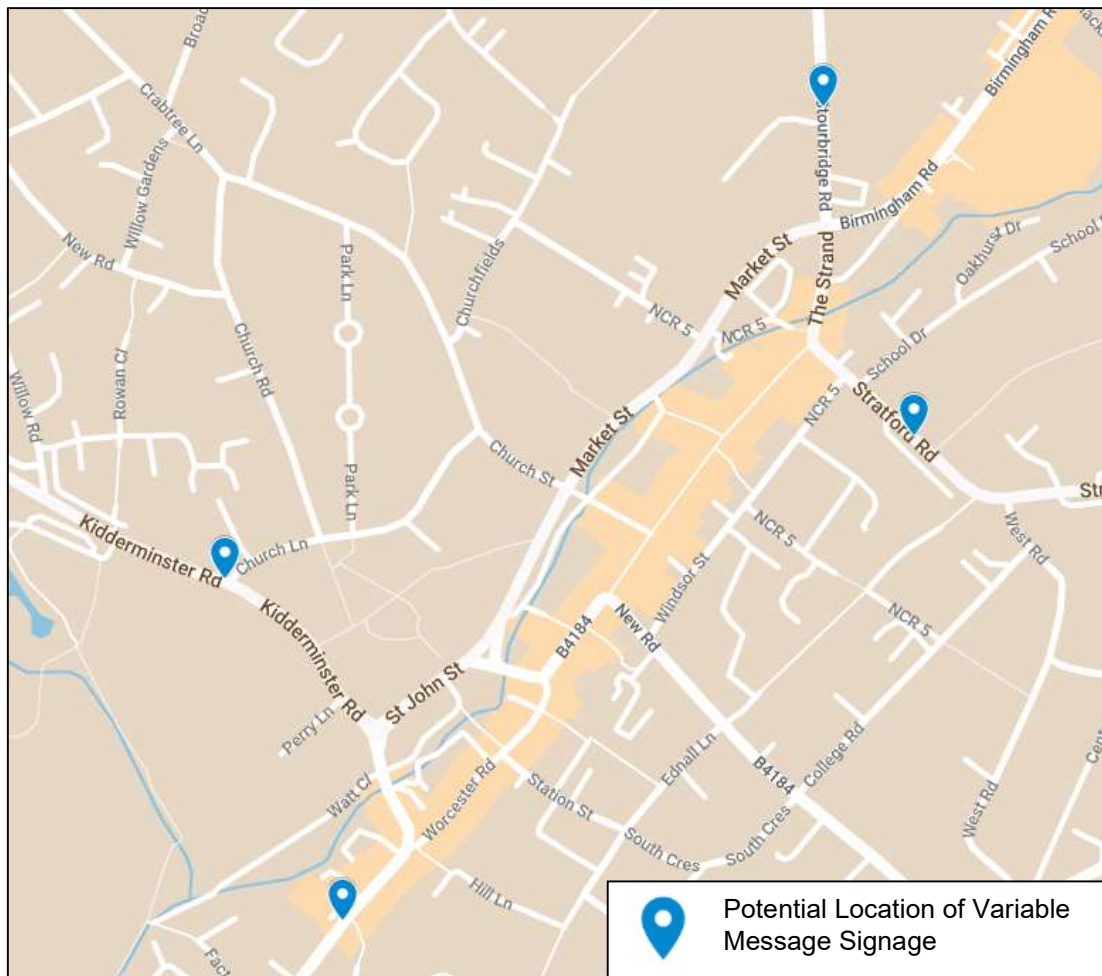 Broad
Birmingham R
Crabtree Ln
Stourbridge Rd
Willow Gardens
Birmingham Rd
Oakhurst Dr
School
New Rd
Park Ln
Churchfields
Market St
The Strand
NCR 5
NCR 5
School Dr
Church Rd
Rowan Cl
Willow Rd
NCR 5
Stratford Rd
Market St
Church St
Park Ln
Str
Kidderminster Rd
Church Ln
NCR 5
West Rd
Windsor St
Kidderminster Rd
B4184
New Rd
NCR 5
St John St
Perry Ln
College Rd
Ednall Ln
B4184
Cent
Watt Cl
Worcester Rd
Station St
South Cres
South Cres
West Rd
Hill Ln
Fact
Potential Location of Variable
Message Signage